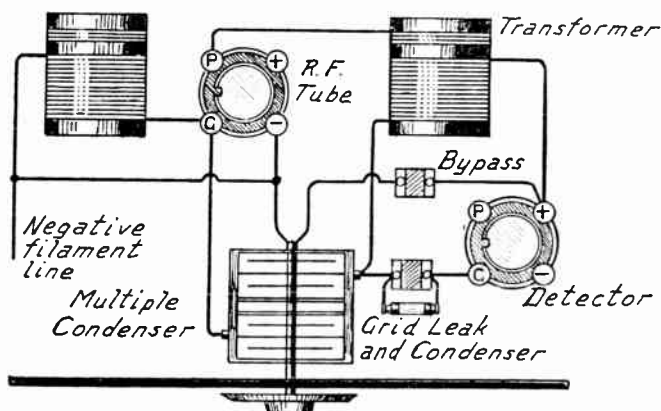 Transformer
P
+
R.F.
Tube
G
−
Bypass
P
+
Negative
filament
line
C
−
Multiple
Condenser
Detector
Grid Leak
and Condenser